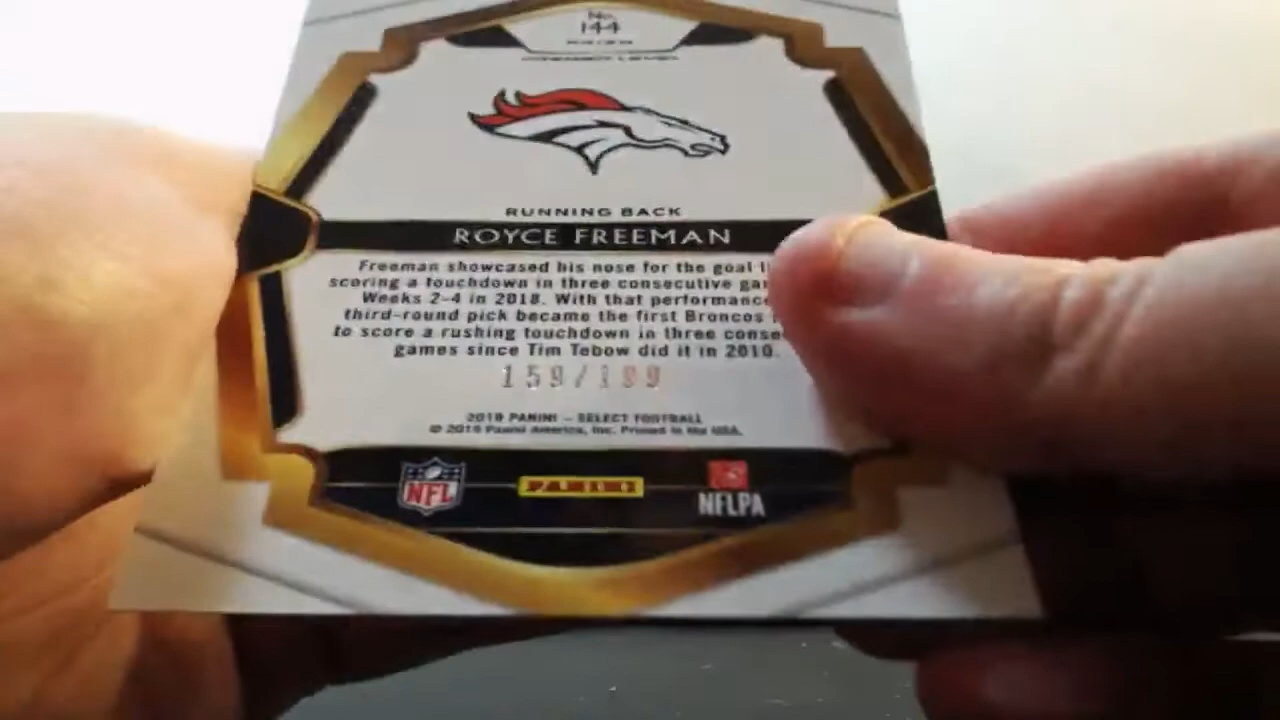 No.
144
PREMIER LEVEL
RUNNING BACK
ROYCE FREEMAN
Freeman showcased his nose for the goal
scoring a touchdown in three consecutive
Weeks 2-4 in 2018. With that performance
third-round pick became the first Broncos
to score a rushing touchdown in three
games since Tim Tebow did it in 2010.
159/199
2019 PANINI – SELECT FOOTBALL
© 2019 Panini America, Inc. Printed in the USA.
NFL
PANINI
NFLPA